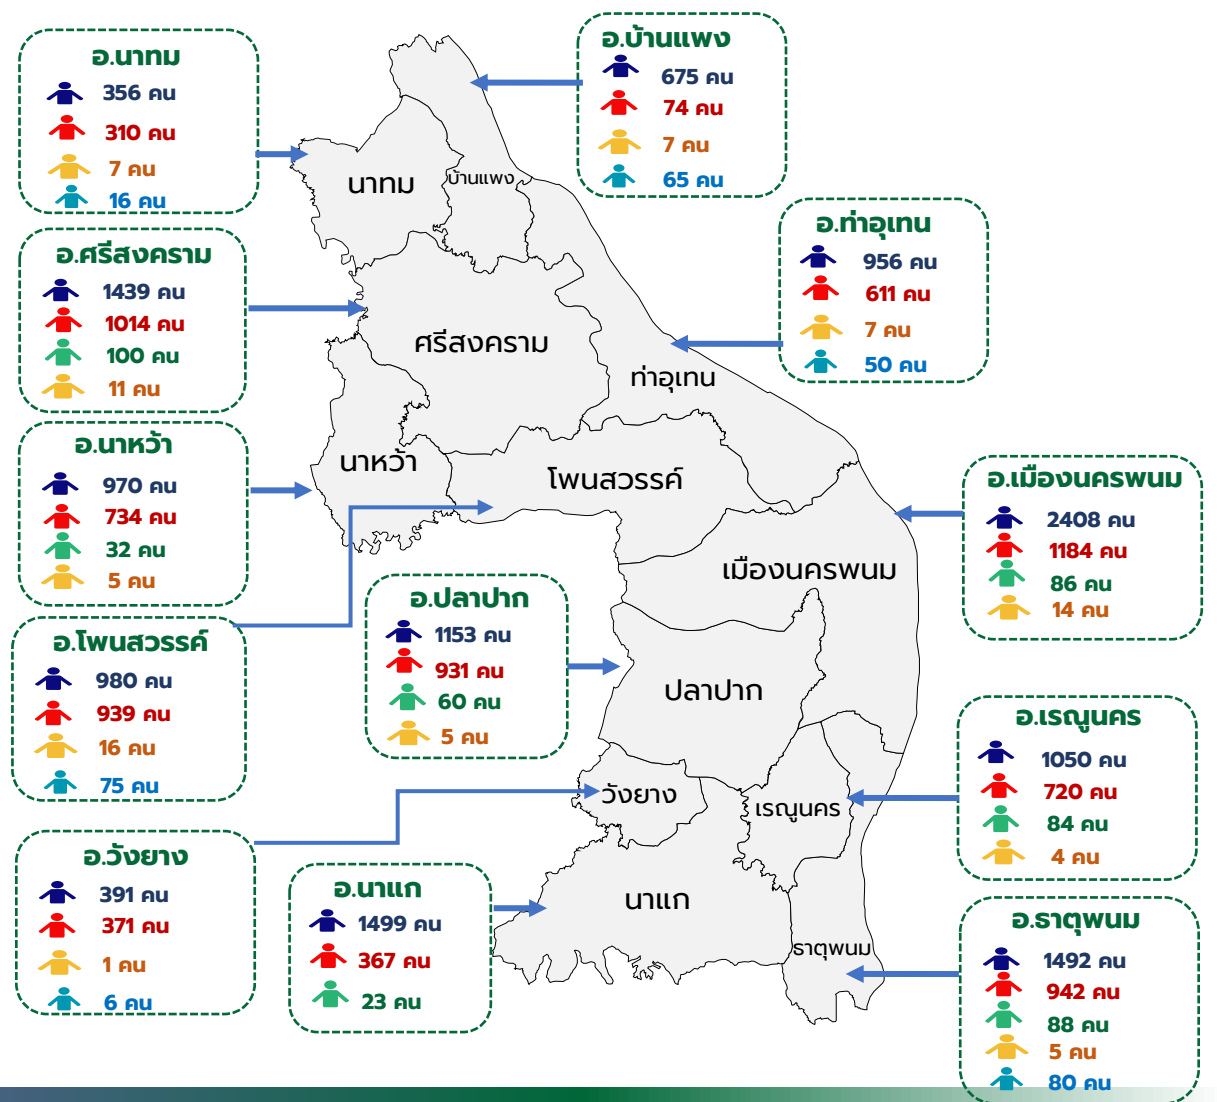 อ.นาทม
356 คน
310 คน
7 คน
16 คน
อ.บ้านแพง
675 คน
74 คน
7 คน
65 คน
อ.ท่าอุเทน
956 คน
611 คน
7 คน
50 คน
อ.ศรีสงคราม
1439 คน
1014 คน
100 คน
11 คน
อ.นาหว้า
970 คน
734 คน
32 คน
5 คน
อ.เมืองนครพนม
2408 คน
1184 คน
86 คน
14 คน
อ.โพนสวรรค์
980 คน
939 คน
16 คน
75 คน
อ.ปลาปาก
1153 คน
931 คน
60 คน
5 คน
อ.เรณูนคร
1050 คน
720 คน
84 คน
4 คน
อ.วังยาง
391 คน
371 คน
1 คน
6 คน
อ.นาแก
1499 คน
367 คน
23 คน
อ.ธาตุพนม
1492 คน
942 คน
88 คน
5 คน
80 คน
นาทม
บ้านแพง
ศรีสงคราม
ท่าอุเทน
นาหว้า
โพนสวรรค์
เมืองนครพนม
ปลาปาก
วังยาง
เรณูนคร
นาแก
ธาตุพนม